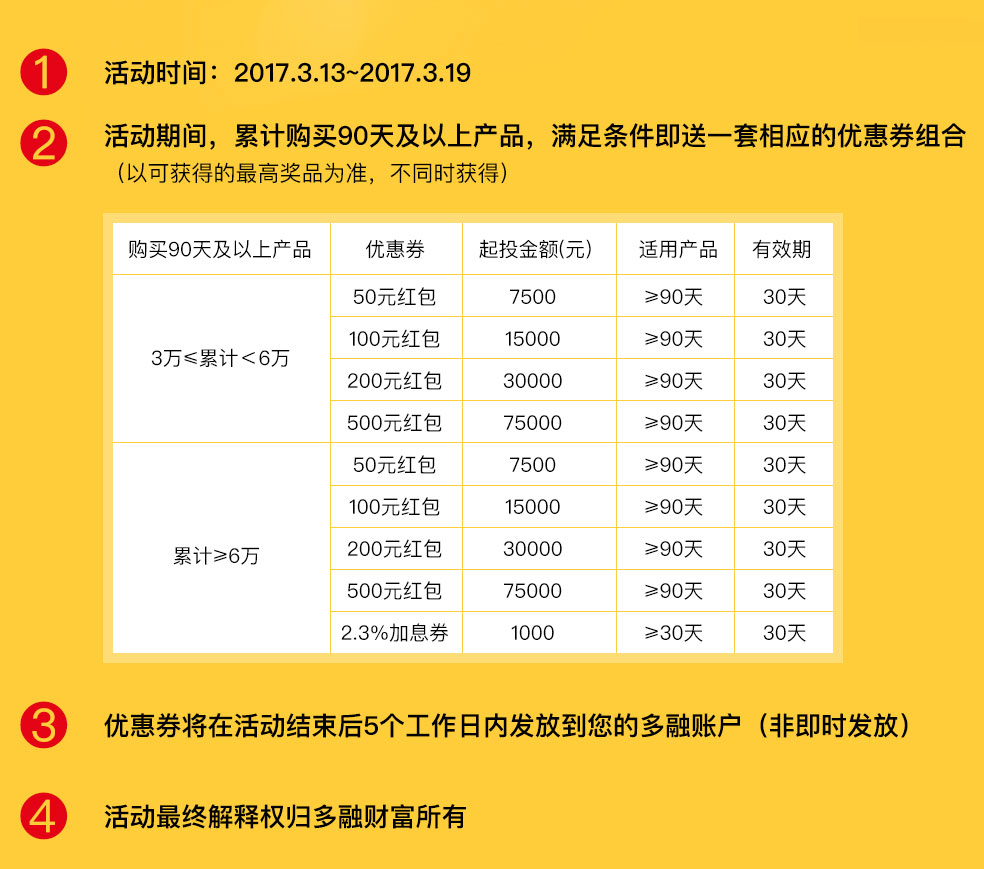 1 活动时间：2017.3.13~2017.3.19
2 活动期间，累计购买90天及以上产品，满足条件即送一套相应的优惠券组合
（以可获得的最高奖品为准，不同时获得）
购买90天及以上产品 优惠券 起投金额(元) 适用产品 有效期
3万≤累计＜6万
50元红包 7500 ≥90天 30天
100元红包 15000 ≥90天 30天
200元红包 30000 ≥90天 30天
500元红包 75000 ≥90天 30天
累计≥6万
50元红包 7500 ≥90天 30天
100元红包 15000 ≥90天 30天
200元红包 30000 ≥90天 30天
500元红包 75000 ≥90天 30天
2.3%加息券 1000 ≥30天 30天
3 优惠券将在活动结束后5个工作日内发放到您的多融账户（非即时发放）
4 活动最终解释权归多融财富所有